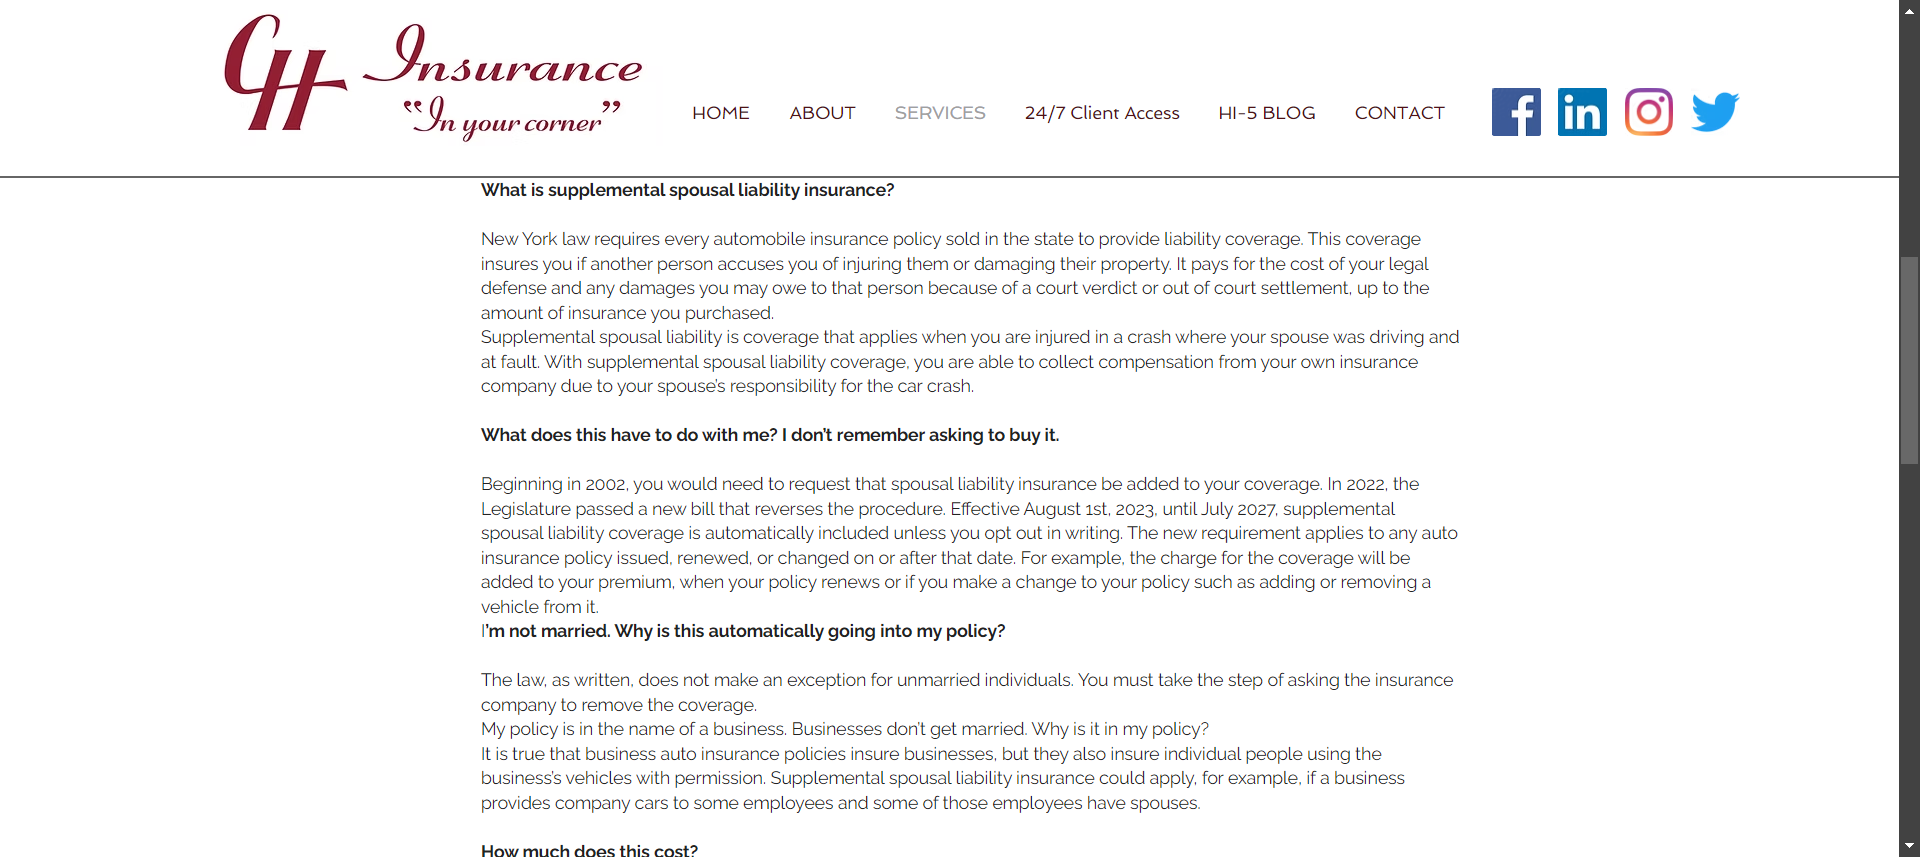 CH Insurance
“In your corner”
HOME ABOUT SERVICES 24/7 Client Access HI-5 BLOG CONTACT
What is supplemental spousal liability insurance?
New York law requires every automobile insurance policy sold in the state to provide liability coverage. This coverage
insures you if another person accuses you of injuring them or damaging their property. It pays for the cost of your legal
defense and any damages you may owe to that person because of a court verdict or out of court settlement, up to the
amount of insurance you purchased.
Supplemental spousal liability is coverage that applies when you are injured in a crash where your spouse was driving and
at fault. With supplemental spousal liability coverage, you are able to collect compensation from your own insurance
company due to your spouse’s responsibility for the car crash.
What does this have to do with me? I don’t remember asking to buy it.
Beginning in 2002, you would need to request that spousal liability insurance be added to your coverage. In 2022, the
Legislature passed a new bill that reverses the procedure. Effective August 1st, 2023, until July 2027, supplemental
spousal liability coverage is automatically included unless you opt out in writing. The new requirement applies to any auto
insurance policy issued, renewed, or changed on or after that date. For example, the charge for the coverage will be
added to your premium, when your policy renews or if you make a change to your policy such as adding or removing a
vehicle from it.
I’m not married. Why is this automatically going into my policy?
The law, as written, does not make an exception for unmarried individuals. You must take the step of asking the insurance
company to remove the coverage.
My policy is in the name of a business. Businesses don’t get married. Why is it in my policy?
It is true that business auto insurance policies insure businesses, but they also insure individual people using the
business’s vehicles with permission. Supplemental spousal liability insurance could apply, for example, if a business
provides company cars to some employees and some of those employees have spouses.
How much does this cost?